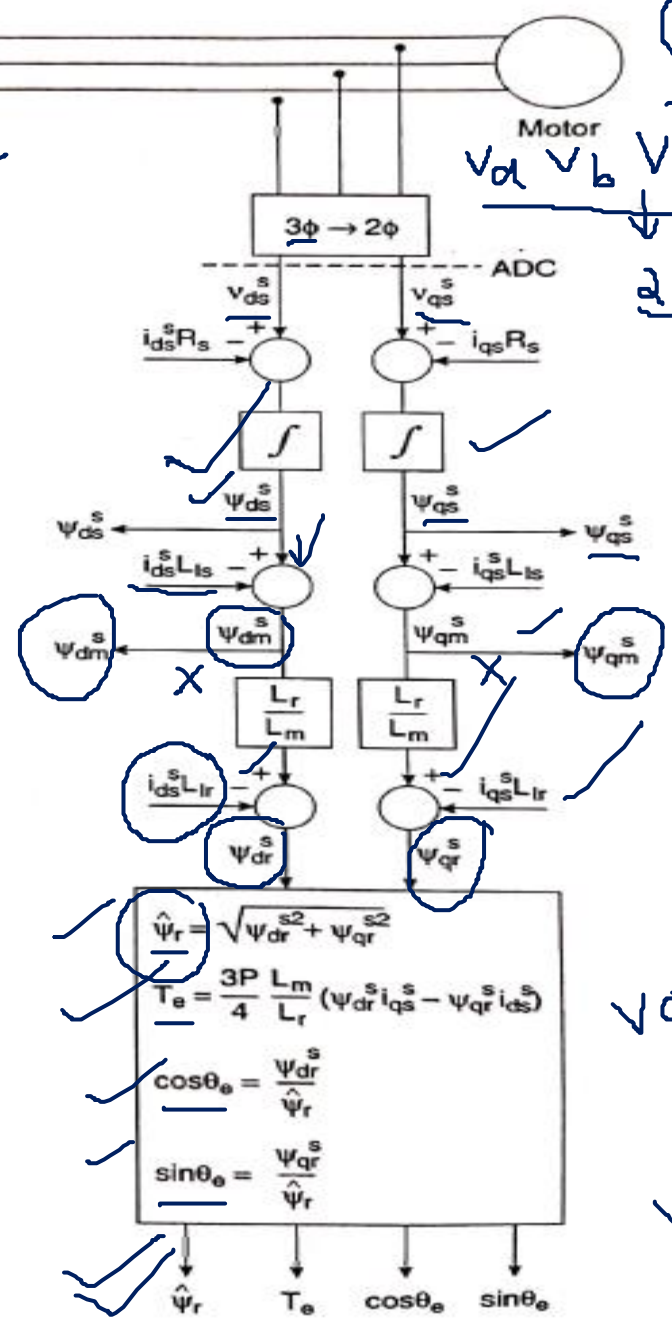 Motor
Va Vb V
3ϕ → 2ϕ
ADC
2
v_ds^s v_qs^s
i_ds^s R_s − + + − i_qs R_s
∫ ∫
ψ_ds^s ψ_qs^s
ψ_ds^s ψ_qs^s
i_ds^s L_ls − + + − i_qs^s L_ls
ψ_dm^s ψ_qm^s
ψ_dm^s ψ_qm^s
L_r/L_m L_r/L_m
i_ds^s L_lr − + + − i_qs^s L_lr
ψ_dr^s ψ_qr^s
ψ̂_r = √(ψ_dr^s2 + ψ_qr^s2)
T_e = 3P/4 L_m/L_r (ψ_dr^s i_qs^s − ψ_qr^s i_ds^s)
cosθ_e = ψ_dr^s/ψ̂_r
sinθ_e = ψ_qr^s/ψ̂_r
ψ̂_r T_e cosθ_e sinθ_e